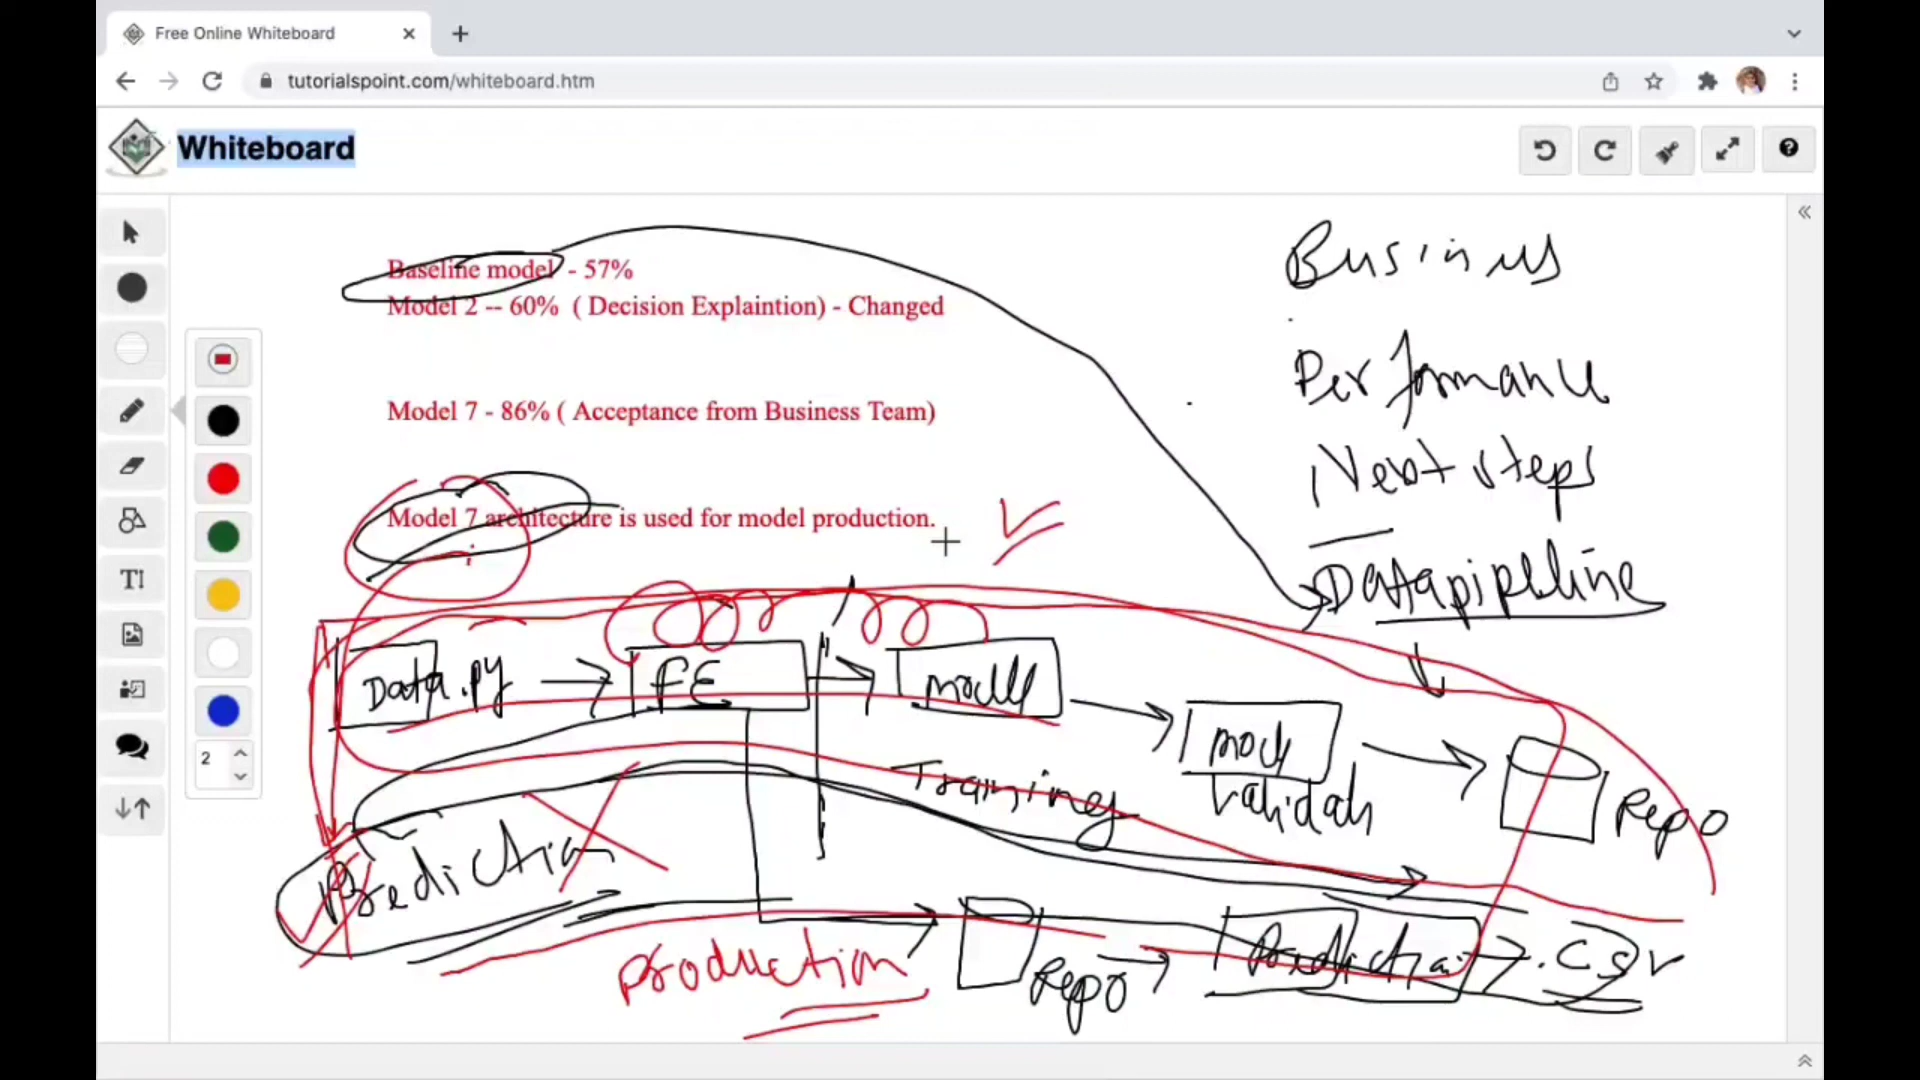 Free Online Whiteboard
tutorialspoint.com/whiteboard.htm
Whiteboard
Baseline model - 57%
Model 2 -- 60% ( Decision Explaintion) - Changed
Model 7 - 86% ( Acceptance from Business Team)
Model 7 architecture is used for model production.
Business
Performance
Next steps
Datapipeline
Data.py
FE
Training
Repo
Prediction
Production
Repo
Prediction
.csv
2